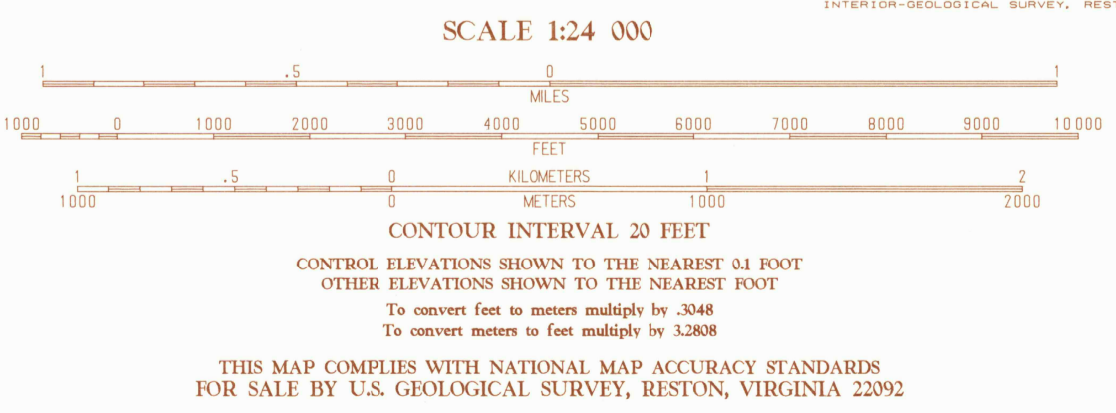 INTERIOR-GEOLOGICAL SURVEY, REST
SCALE 1:24 000
1 .5 0 1
MILES
1000 0 1000 2000 3000 4000 5000 6000 7000 8000 9000 10000
FEET
1 .5 0 KILOMETERS 1 2
1000 0 METERS 1000 2000
CONTOUR INTERVAL 20 FEET
CONTROL ELEVATIONS SHOWN TO THE NEAREST 0.1 FOOT
OTHER ELEVATIONS SHOWN TO THE NEAREST FOOT
To convert feet to meters multiply by .3048
To convert meters to feet multiply by 3.2808
THIS MAP COMPLIES WITH NATIONAL MAP ACCURACY STANDARDS
FOR SALE BY U.S. GEOLOGICAL SURVEY, RESTON, VIRGINIA 22092